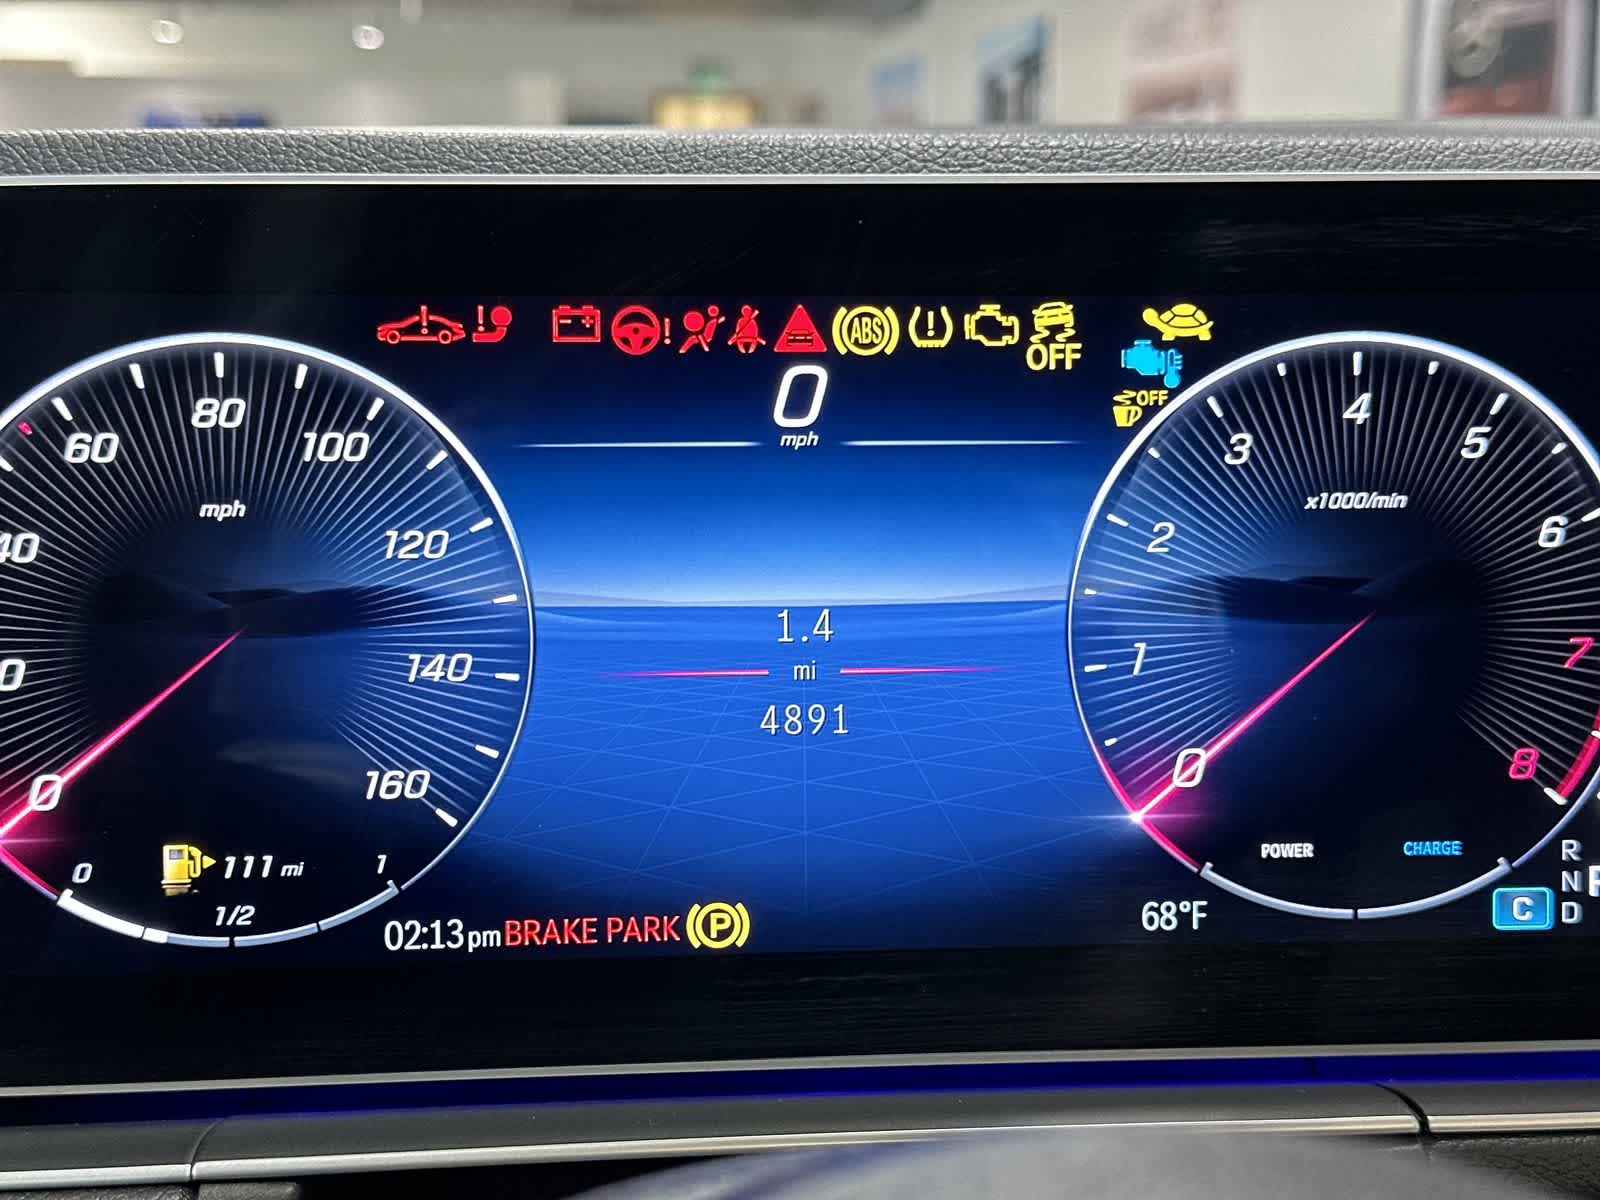 ABS
OFF
OFF
0
mph
60
80
100
40
120
140
160
0
mph
0
111 mi
1
1/2
1.4
mi
4891
02:13pm BRAKE PARK P
1
2
3
4
5
6
7
8
0
x1000/min
POWER
CHARGE
68°F
R
N
D
C